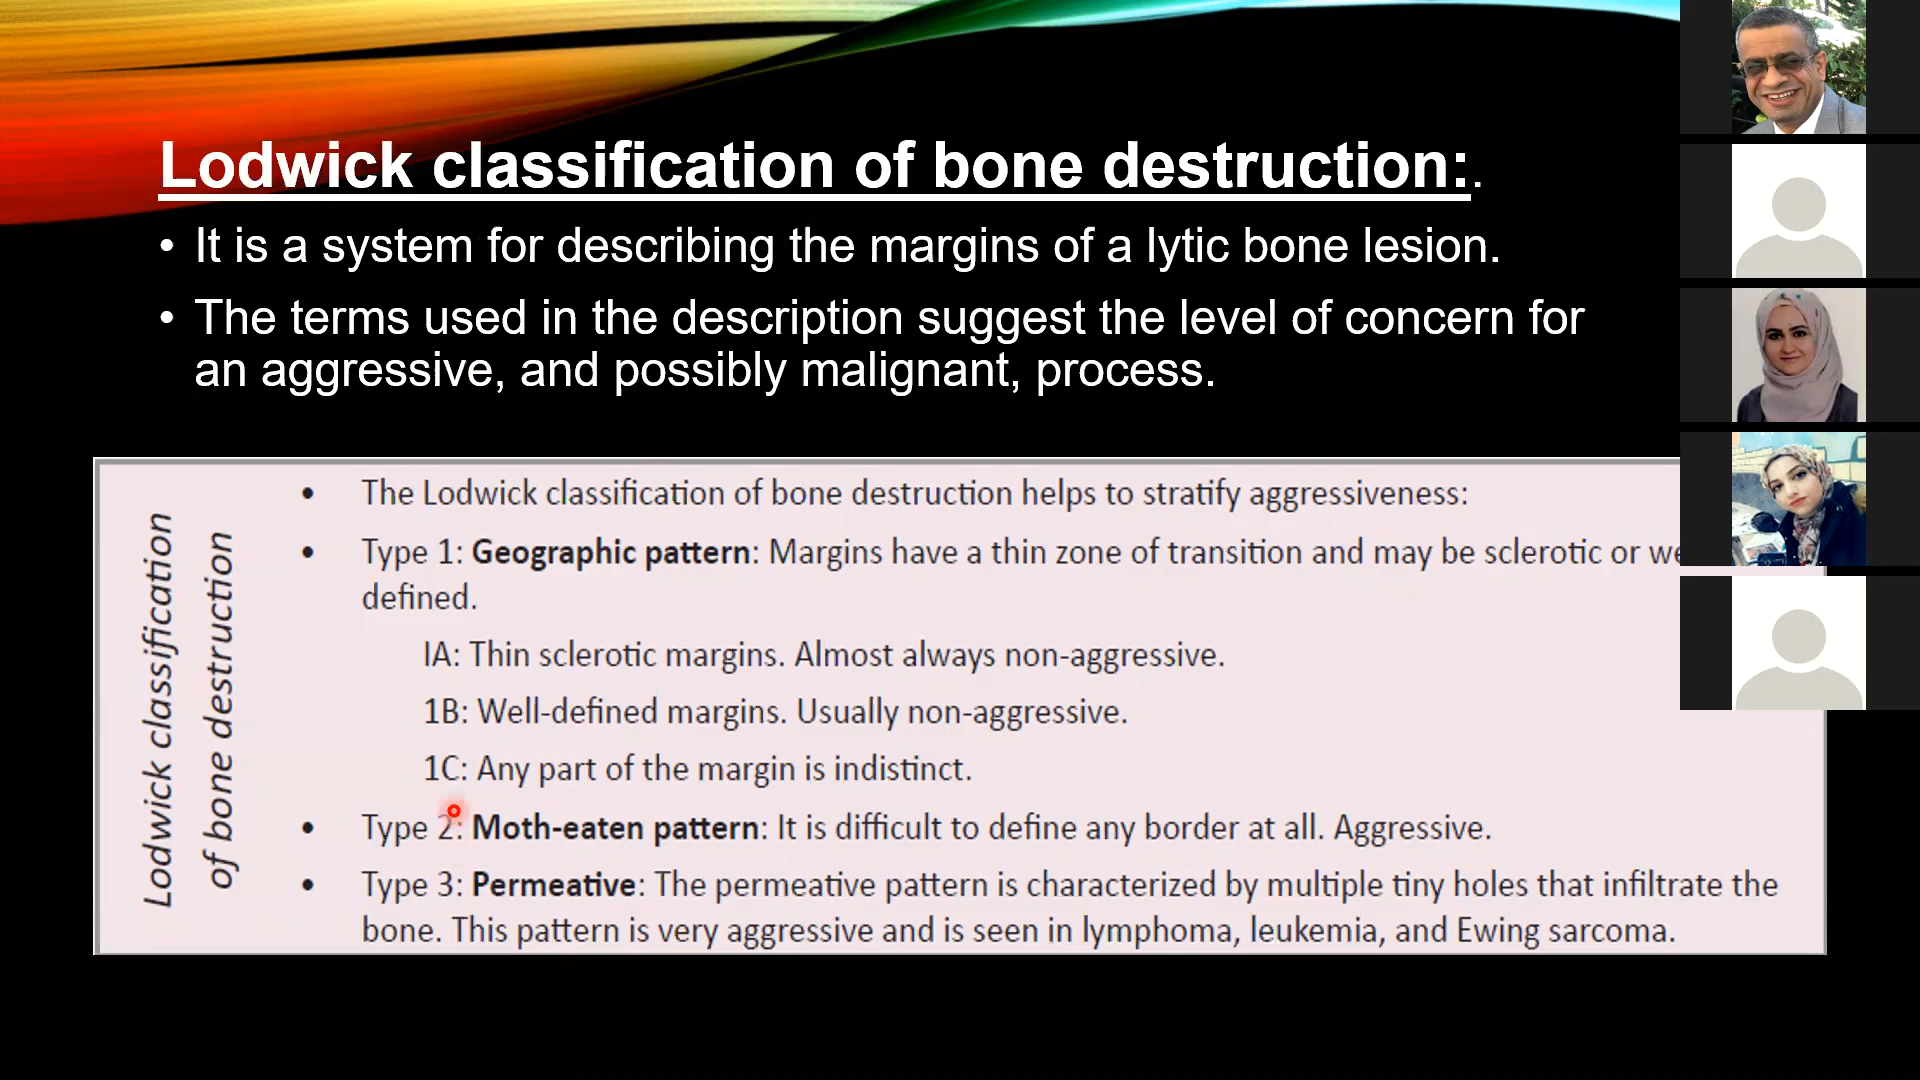 Lodwick classification of bone destruction:.
• It is a system for describing the margins of a lytic bone lesion.
• The terms used in the description suggest the level of concern for
an aggressive, and possibly malignant, process.
Lodwick classification
of bone destruction
• The Lodwick classification of bone destruction helps to stratify aggressiveness:
• Type 1: Geographic pattern: Margins have a thin zone of transition and may be sclerotic or
defined.
IA: Thin sclerotic margins. Almost always non-aggressive.
1B: Well-defined margins. Usually non-aggressive.
1C: Any part of the margin is indistinct.
• Type 2: Moth-eaten pattern: It is difficult to define any border at all. Aggressive.
• Type 3: Permeative: The permeative pattern is characterized by multiple tiny holes that infiltrate the
bone. This pattern is very aggressive and is seen in lymphoma, leukemia, and Ewing sarcoma.